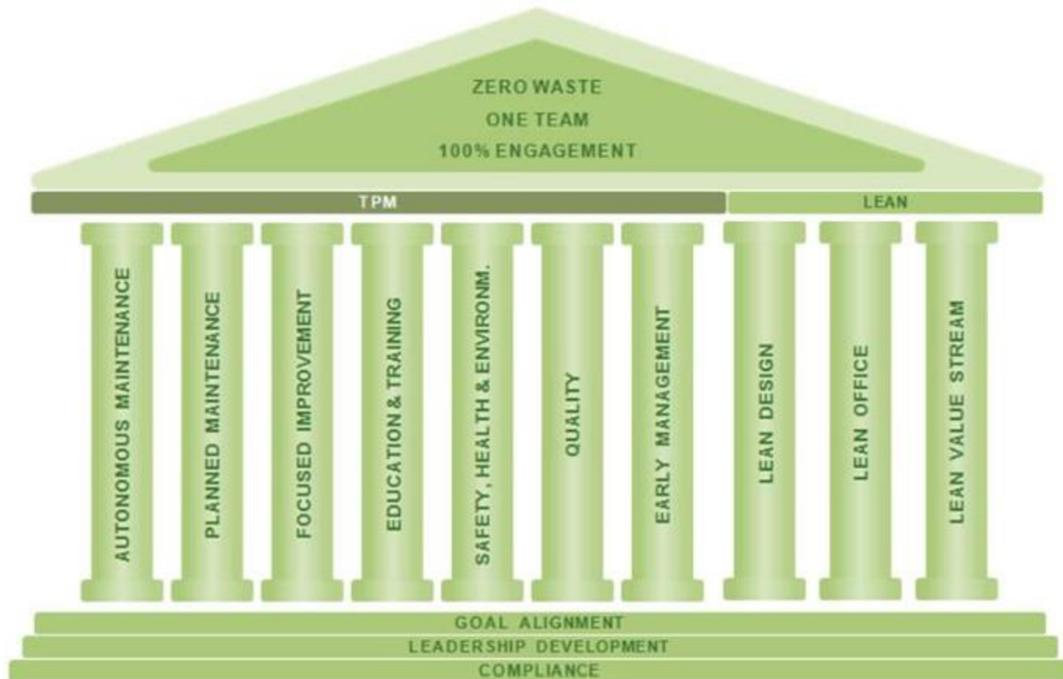 ZERO WASTE
ONE TEAM
100% ENGAGEMENT
TPM
LEAN
AUTONOMOUS MAINTENANCE
PLANNED MAINTENANCE
FOCUSED IMPROVEMENT
EDUCATION & TRAINING
SAFETY, HEALTH & ENVIRONM.
QUALITY
EARLY MANAGEMENT
LEAN DESIGN
LEAN OFFICE
LEAN VALUE STREAM
GOAL ALIGNMENT
LEADERSHIP DEVELOPMENT
COMPLIANCE